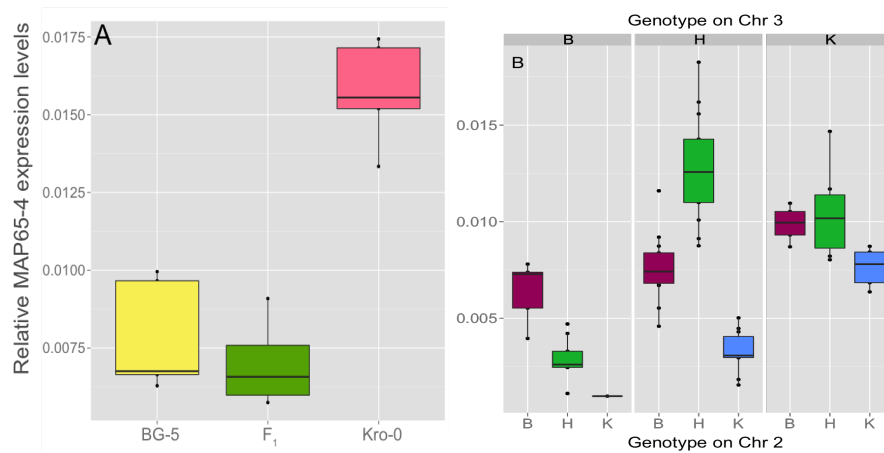 Relative MAP65-4 expression levels
A
0.0175
0.0150
0.0125
0.0100
0.0075
BG-5 F1 Kro-0
Genotype on Chr 3
B H K
B
0.015
0.010
0.005
B H K B H K B H K
Genotype on Chr 2